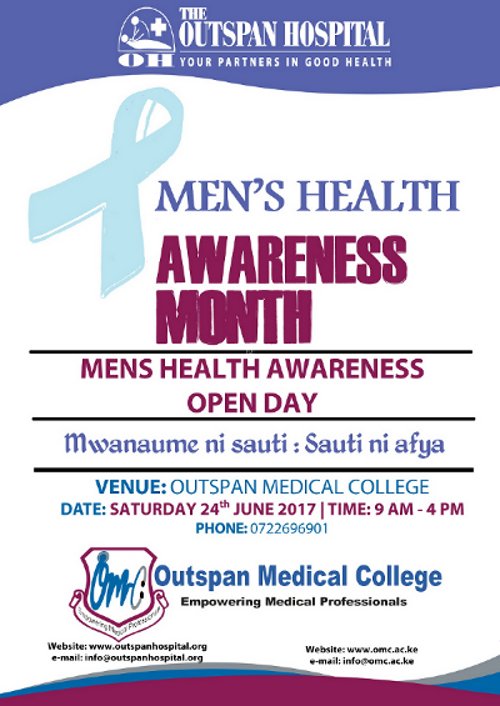 THE
OUTSPAN HOSPITAL
OH YOUR PARTNERS IN GOOD HEALTH
MEN'S HEALTH
AWARENESS
MONTH
MENS HEALTH AWARENESS
OPEN DAY
Mwanaume ni sauti : Sauti ni afya
VENUE: OUTSPAN MEDICAL COLLEGE
DATE: SATURDAY 24th JUNE 2017 | TIME: 9 AM - 4 PM
PHONE: 0722696901
OMC
Empowering Medical Professionals
Outspan Medical College
Empowering Medical Professionals
Website: www.outspanhospital.org
e-mail: info@outspanhospital.org
Website: www.omc.ac.ke
e-mail: info@omc.ac.ke